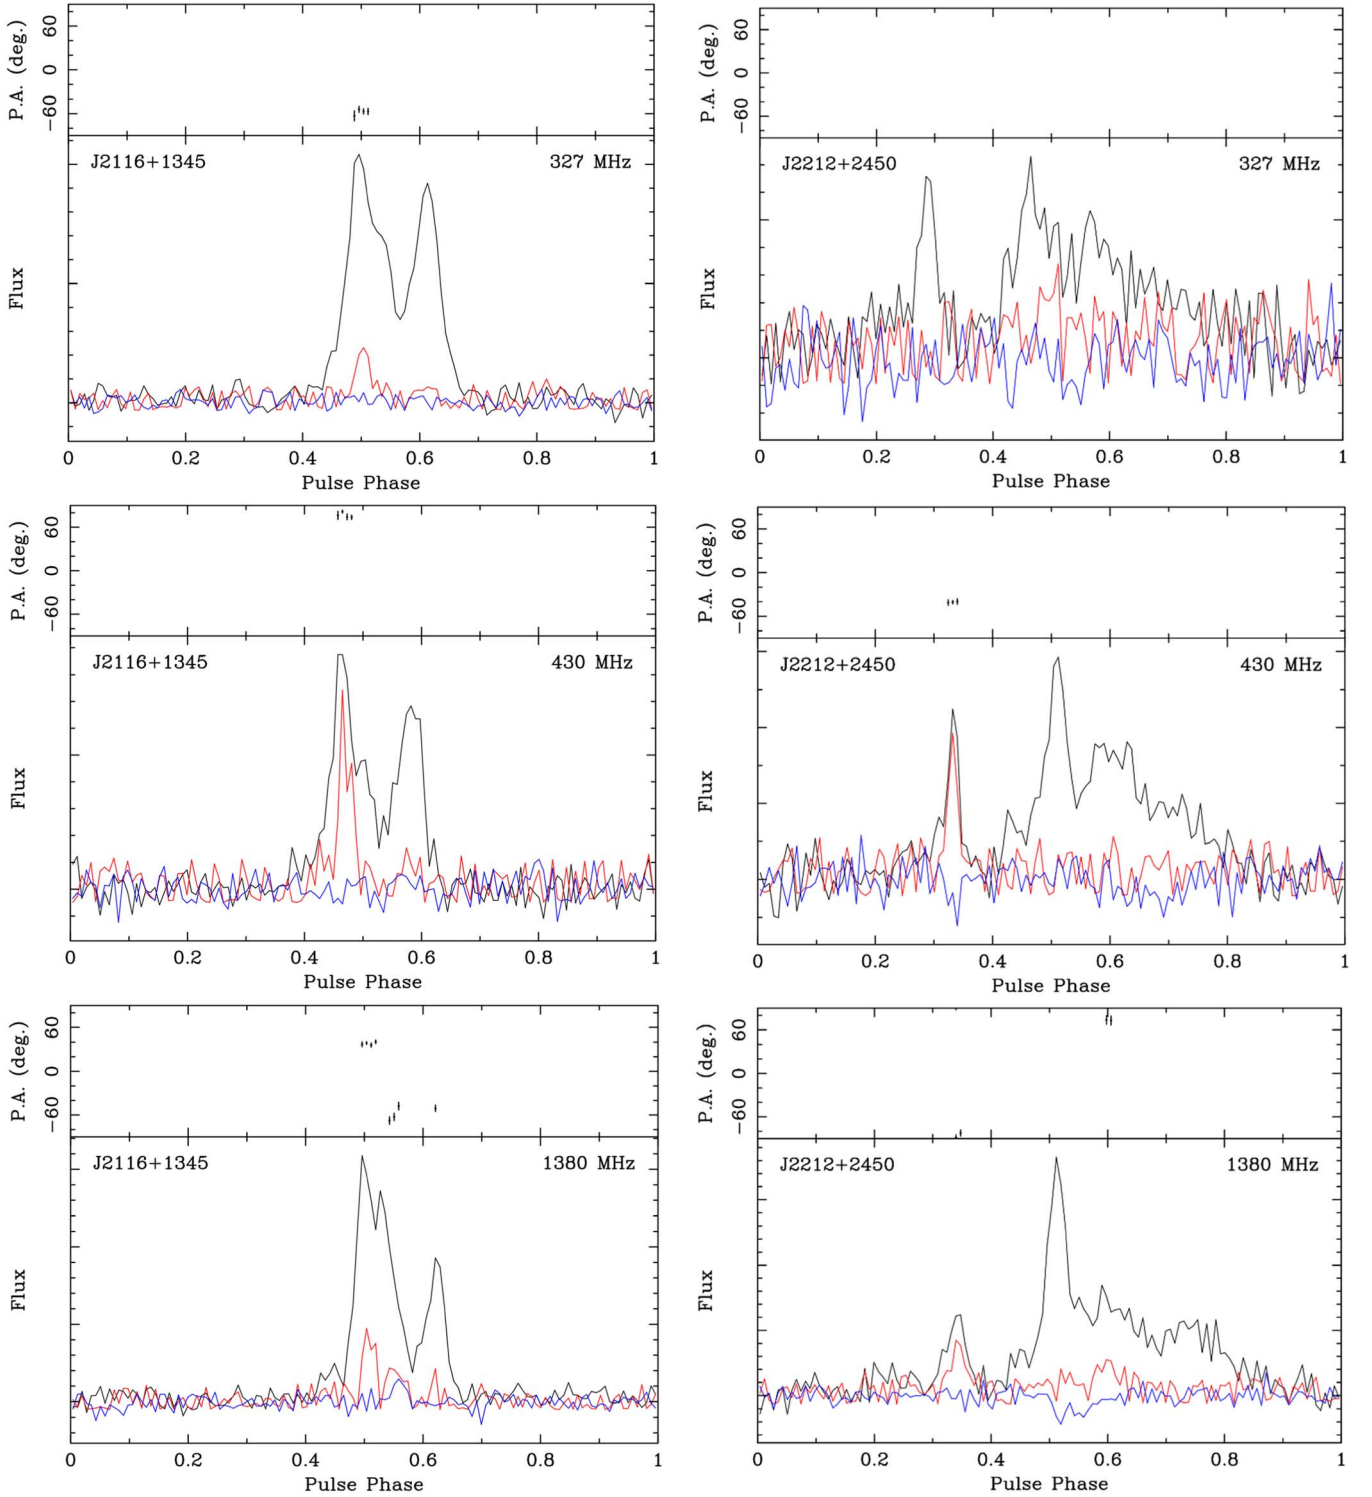 P.A. (deg.)
60
0
−60
J2116+1345
327 MHz
Flux
0
0.2
0.4
0.6
0.8
1
Pulse Phase
P.A. (deg.)
60
0
−60
J2212+2450
327 MHz
Flux
0
0.2
0.4
0.6
0.8
1
Pulse Phase
P.A. (deg.)
60
0
−60
J2116+1345
430 MHz
Flux
0
0.2
0.4
0.6
0.8
1
Pulse Phase
P.A. (deg.)
60
0
−60
J2212+2450
430 MHz
Flux
0
0.2
0.4
0.6
0.8
1
Pulse Phase
P.A. (deg.)
60
0
−60
J2116+1345
1380 MHz
Flux
0
0.2
0.4
0.6
0.8
1
Pulse Phase
P.A. (deg.)
60
0
−60
J2212+2450
1380 MHz
Flux
0
0.2
0.4
0.6
0.8
1
Pulse Phase